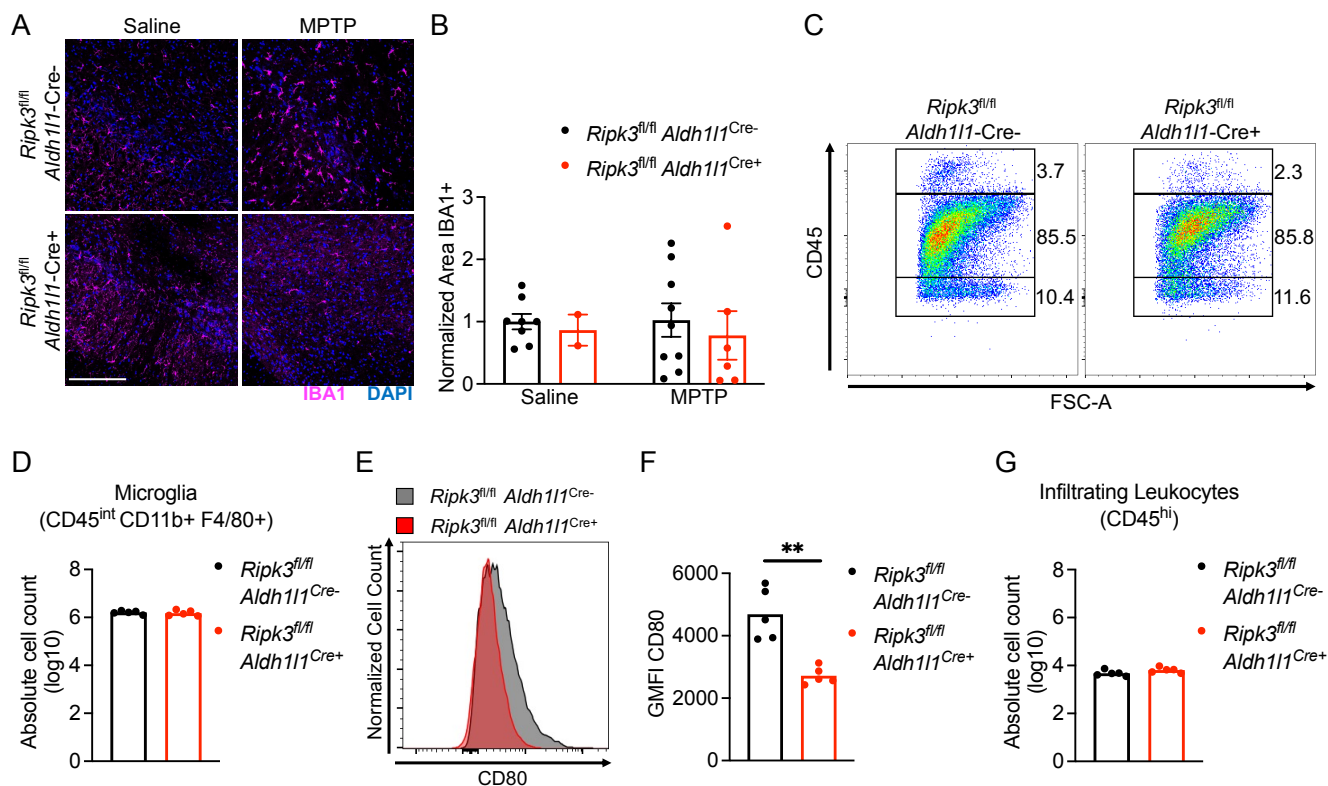 A
Saline
MPTP
Ripk3fl/fl
Aldh1l1-Cre-
Ripk3fl/fl
Aldh1l1-Cre+
IBA1 DAPI
B
Ripk3fl/fl Aldh1l1Cre-
Ripk3fl/fl Aldh1l1Cre+
Normalized Area IBA1+
3
2
1
0
Saline
MPTP
C
Ripk3fl/fl
Aldh1l1-Cre-
Ripk3fl/fl
Aldh1l1-Cre+
CD45
3.7
85.5
10.4
2.3
85.8
11.6
FSC-A
D
Microglia
(CD45int CD11b+ F4/80+)
Absolute cell count
(log10)
8
6
4
2
0
Ripk3fl/fl
Aldh1l1Cre-
Ripk3fl/fl
Aldh1l1Cre+
E
Ripk3fl/fl Aldh1l1Cre-
Ripk3fl/fl Aldh1l1Cre+
Normalized Cell Count
CD80
F
GMFI CD80
6000
4000
2000
0
**
Ripk3fl/fl
Aldh1l1Cre-
Ripk3fl/fl
Aldh1l1Cre+
G
Infiltrating Leukocytes
(CD45hi)
Absolute cell count
(log10)
8
6
4
2
0
Ripk3fl/fl
Aldh1l1Cre-
Ripk3fl/fl
Aldh1l1Cre+